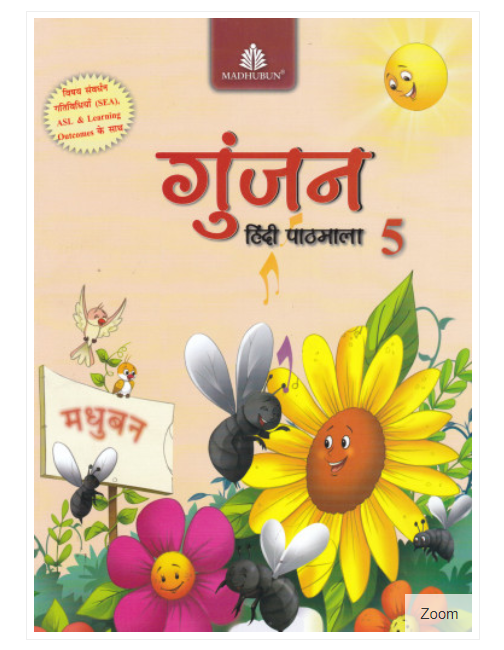 MADHUBUN®
विषय संवर्धन
गतिविधियाँ (SEA),
ASL & Learning
Outcomes के साथ
गुंजन
हिंदी पाठमाला 5
मधुबन
Zoom